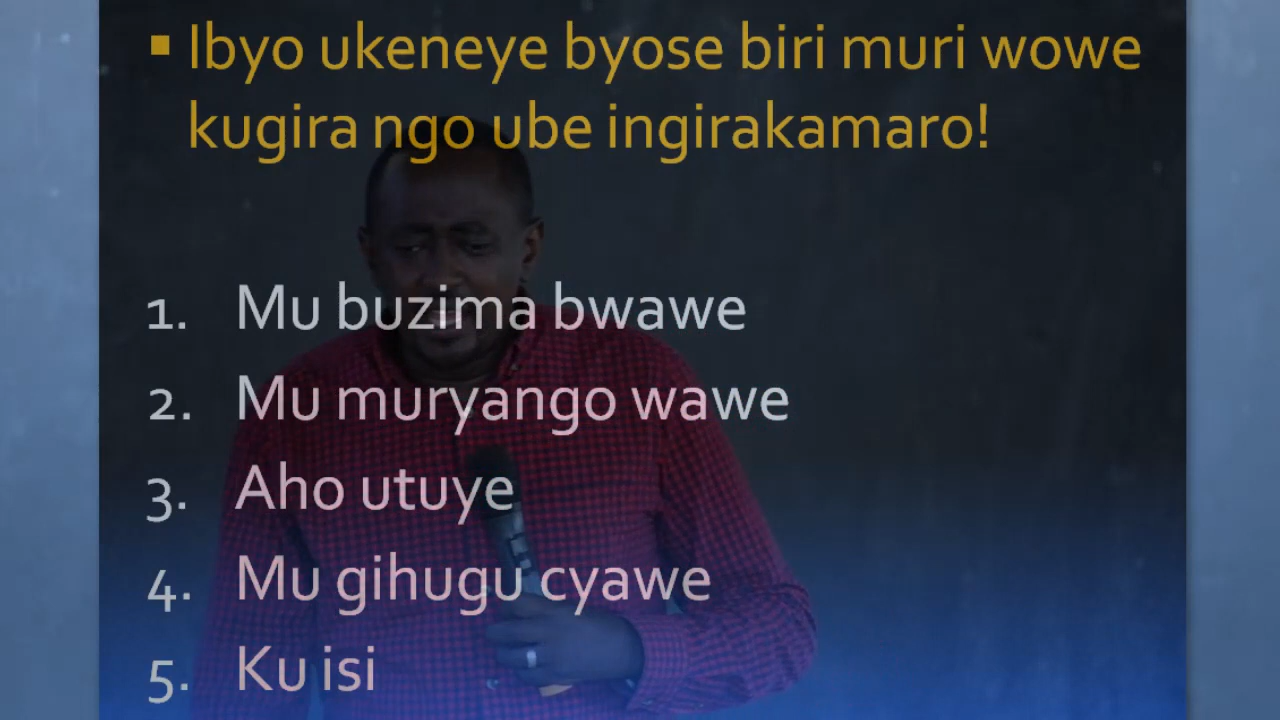 ▪ Ibyo ukeneye byose biri muri wowe
kugira ngo ube ingirakamaro!
1. Mu buzima bwawe
2. Mu muryango wawe
3. Aho utuye
4. Mu gihugu cyawe
5. Ku isi